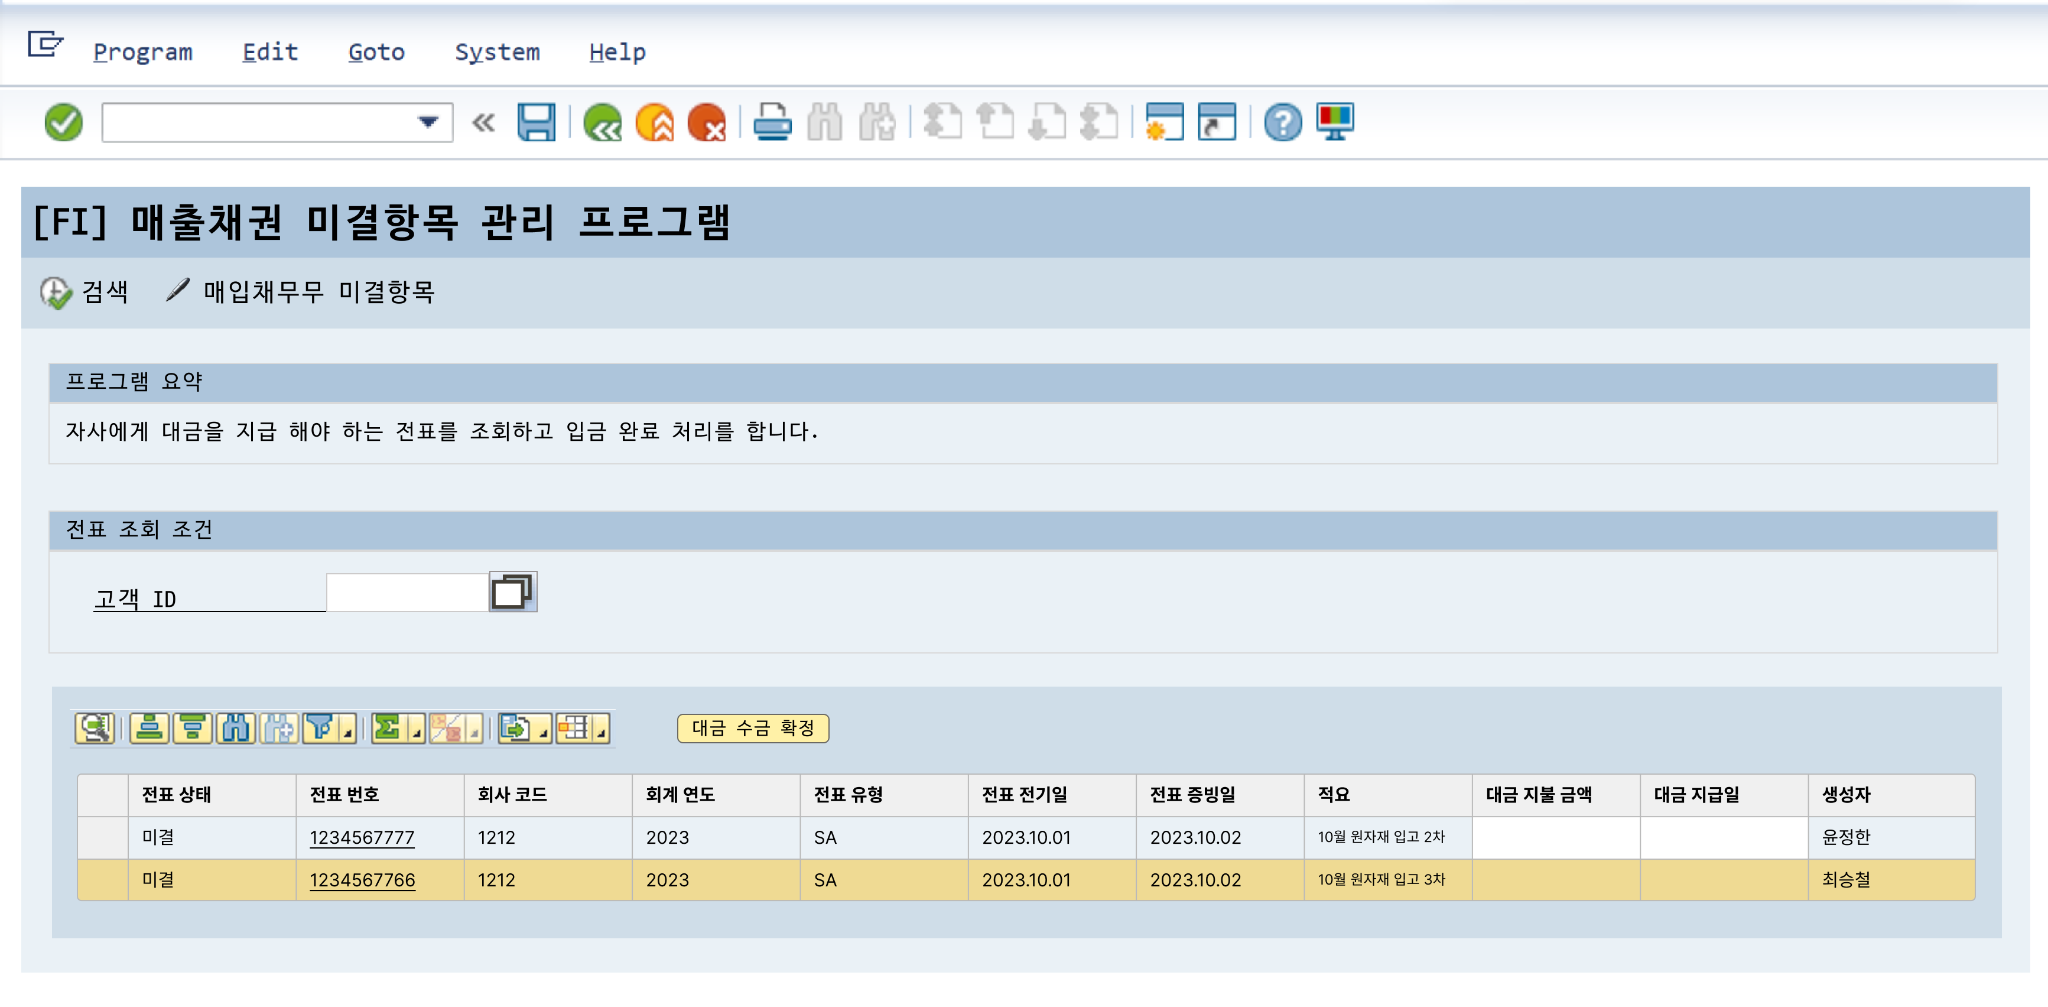 Program Edit Goto System Help
[FI] 매출채권 미결항목 관리 프로그램
검색 매입채무무 미결항목
프로그램 요약
자사에게 대금을 지급 해야 하는 전표를 조회하고 입금 완료 처리를 합니다.
전표 조회 조건
고객 ID
대금 수금 확정
전표 상태 전표 번호 회사 코드 회계 연도 전표 유형 전표 전기일 전표 증빙일 적요 대금 지불 금액 대금 지급일 생성자
미결 1234567777 1212 2023 SA 2023.10.01 2023.10.02 10월 원자재 입고 2차 윤정한
미결 1234567766 1212 2023 SA 2023.10.01 2023.10.02 10월 원자재 입고 3차 최승철